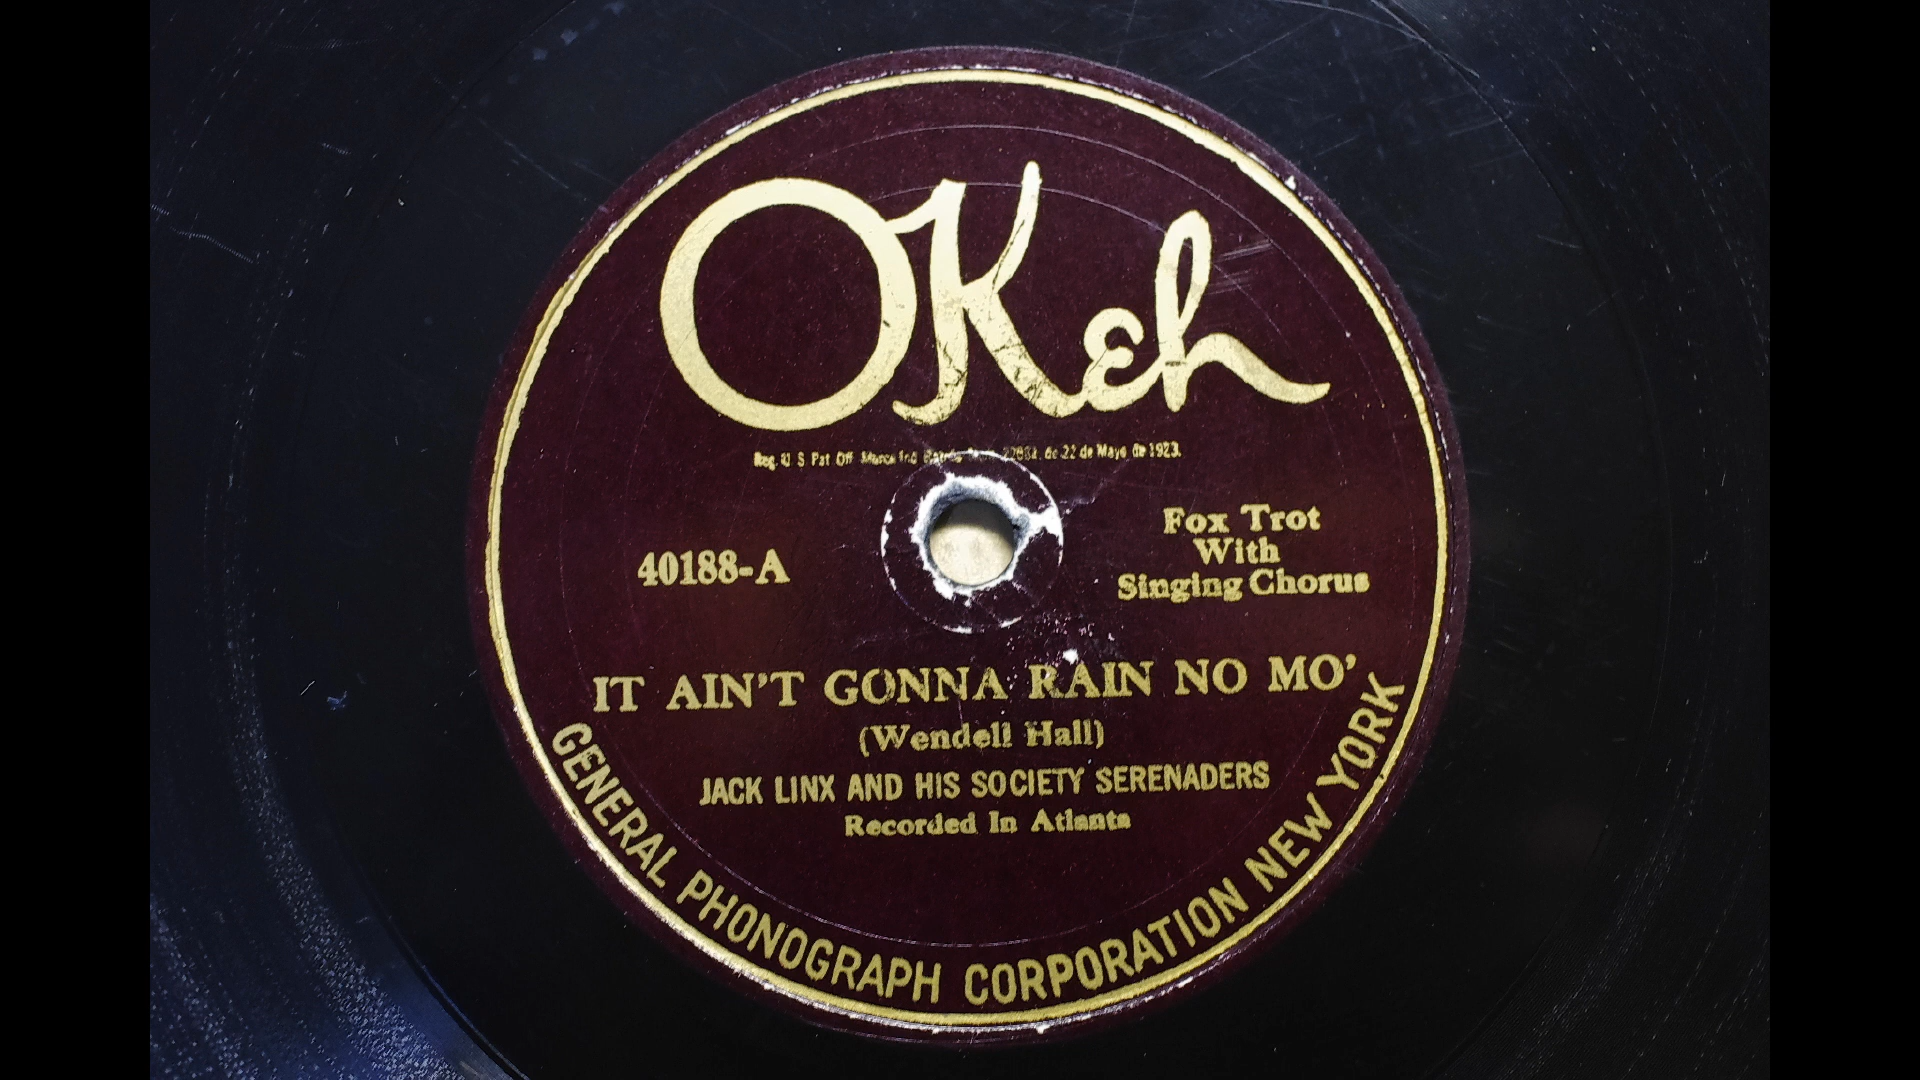 OKeh
Reg. U S Pat Off Marca Ind de 22 de Mayo de 1923.
40188-A
Fox Trot
With
Singing Chorus
IT AIN'T GONNA RAIN NO MO'
(Wendell Hall)
JACK LINX AND HIS SOCIETY SERENADERS
Recorded In Atlanta
GENERAL PHONOGRAPH CORPORATION NEW YORK